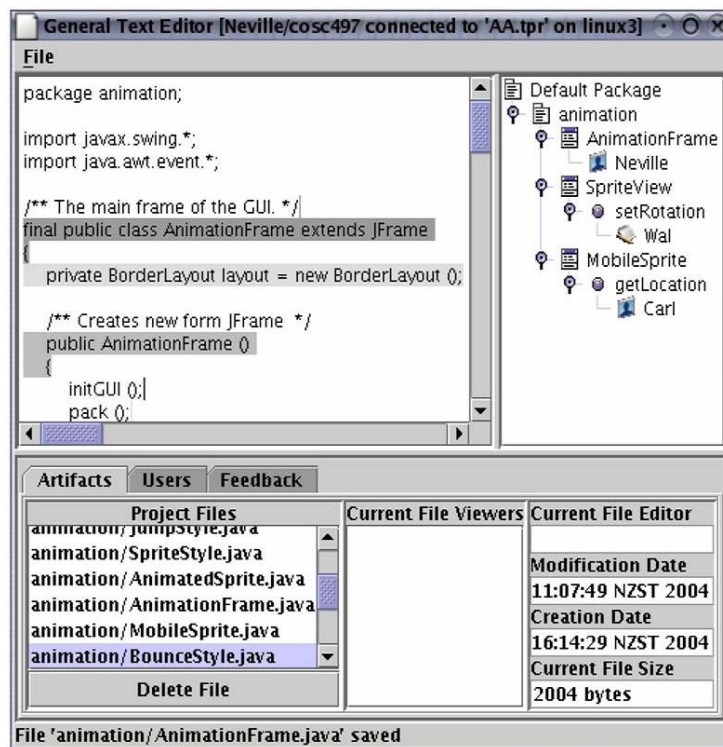 General Text Editor [Neville/cosc497 connected to 'AA.tpr' on linux3]
File
package animation;
import javax.swing.*;
import java.awt.event.*;
/** The main frame of the GUI. */
final public class AnimationFrame extends JFrame
{
private BorderLayout layout = new BorderLayout ();
/** Creates new form JFrame */
public AnimationFrame ()
{
initGUI ();
pack ();
Default Package
animation
AnimationFrame
Neville
SpriteView
setRotation
Wal
MobileSprite
getLocation
Carl
Artifacts Users Feedback
Project Files
animation/JumpStyle.java
animation/SpriteStyle.java
animation/AnimatedSprite.java
animation/AnimationFrame.java
animation/MobileSprite.java
animation/BounceStyle.java
Delete File
Current File Viewers
Current File Editor
Modification Date
11:07:49 NZST 2004
Creation Date
16:14:29 NZST 2004
Current File Size
2004 bytes
File 'animation/AnimationFrame.java' saved